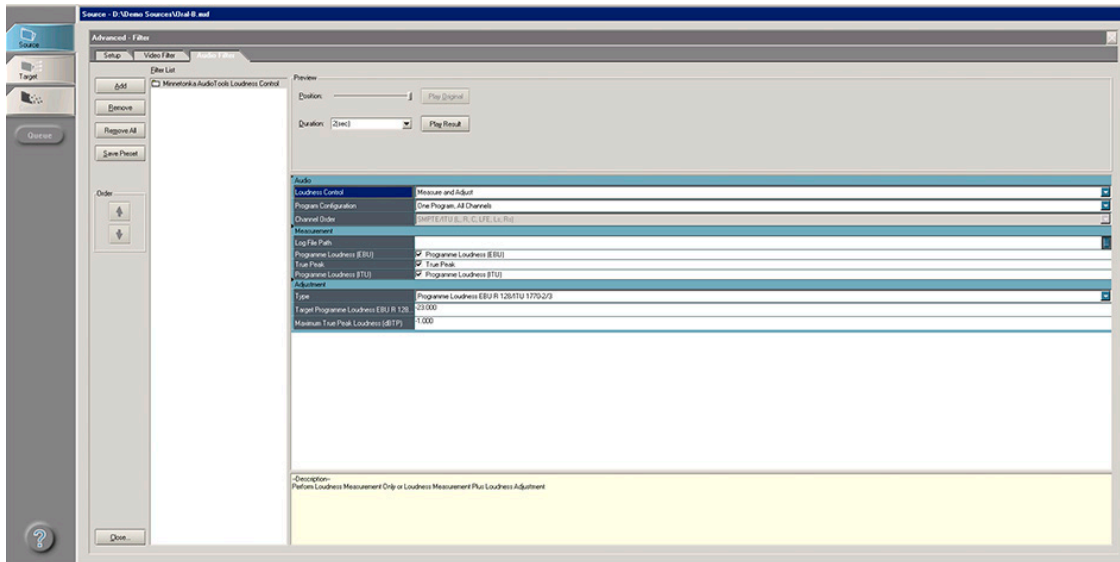 Source - D:\Demo Sources\Oral-B.md
Source
Target
Queue
Advanced - Filter
Setup
Video Filter
Audio Filter
Filter List
Add
Remove
Remove All
Save Preset
Order
Close...
Minnetonka AudioTools Loudness Control
Preview
Position:
Play Original
Duration: 2(sec)
Play Result
Audio
Loudness Control Measure and Adjust
Program Configuration One Program, All Channels
Channel Order SMPTE/ITU (L, R, C, LFE, Ls, Rs)
Measurement
Log File Path
Programme Loudness (EBU) Programme Loudness (EBU)
True Peak True Peak
Programme Loudness (ITU) Programme Loudness (ITU)
Adjustment
Type Programme Loudness EBU R 128/ITU 1770-2/3
Target Programme Loudness EBU R 128... -23.000
Maximum True Peak Loudness (dBTP) -1.000
--Description--
Perform Loudness Measurement Only or Loudness Measurement Plus Loudness Adjustment
?